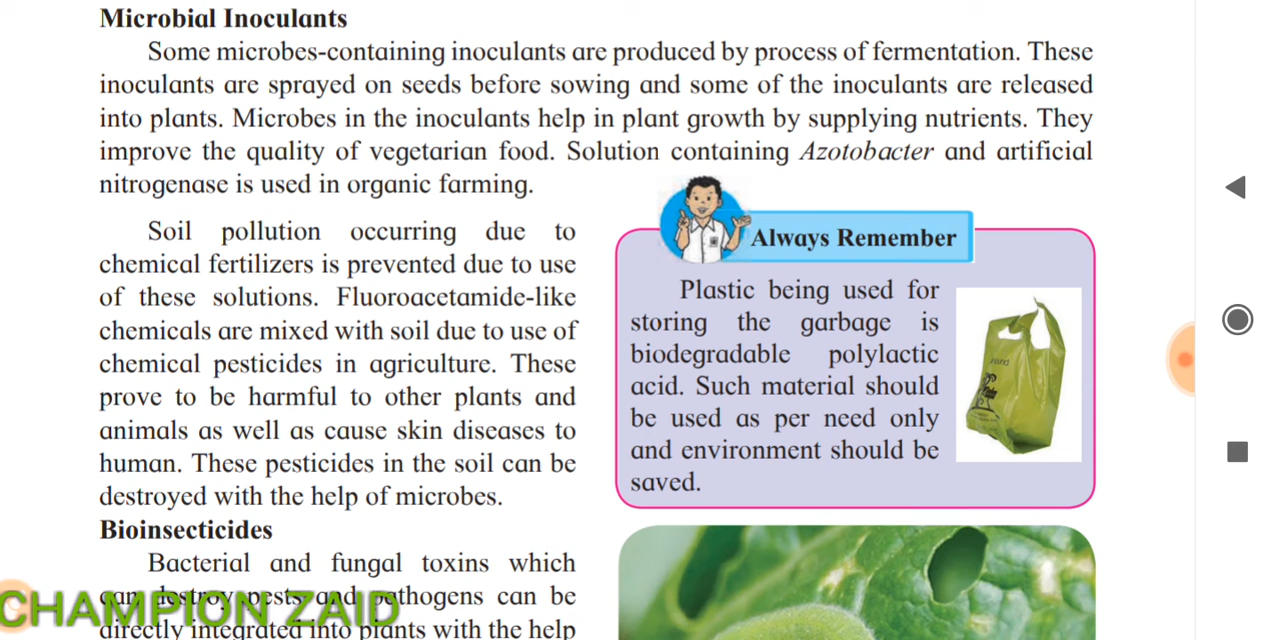 Microbial Inoculants
Some microbes-containing inoculants are produced by process of fermentation. These
inoculants are sprayed on seeds before sowing and some of the inoculants are released
into plants. Microbes in the inoculants help in plant growth by supplying nutrients. They
improve the quality of vegetarian food. Solution containing Azotobacter and artificial
nitrogenase is used in organic farming.
Soil pollution occurring due to
chemical fertilizers is prevented due to use
of these solutions. Fluoroacetamide-like
chemicals are mixed with soil due to use of
chemical pesticides in agriculture. These
prove to be harmful to other plants and
animals as well as cause skin diseases to
human. These pesticides in the soil can be
destroyed with the help of microbes.
Always Remember
Plastic being used for
storing the garbage is
biodegradable polylactic
acid. Such material should
be used as per need only
and environment should be
saved.
Bioinsecticides
Bacterial and fungal toxins which
can destroy pests and pathogens can be
directly integrated into plants with the help
CHAMPION ZAID